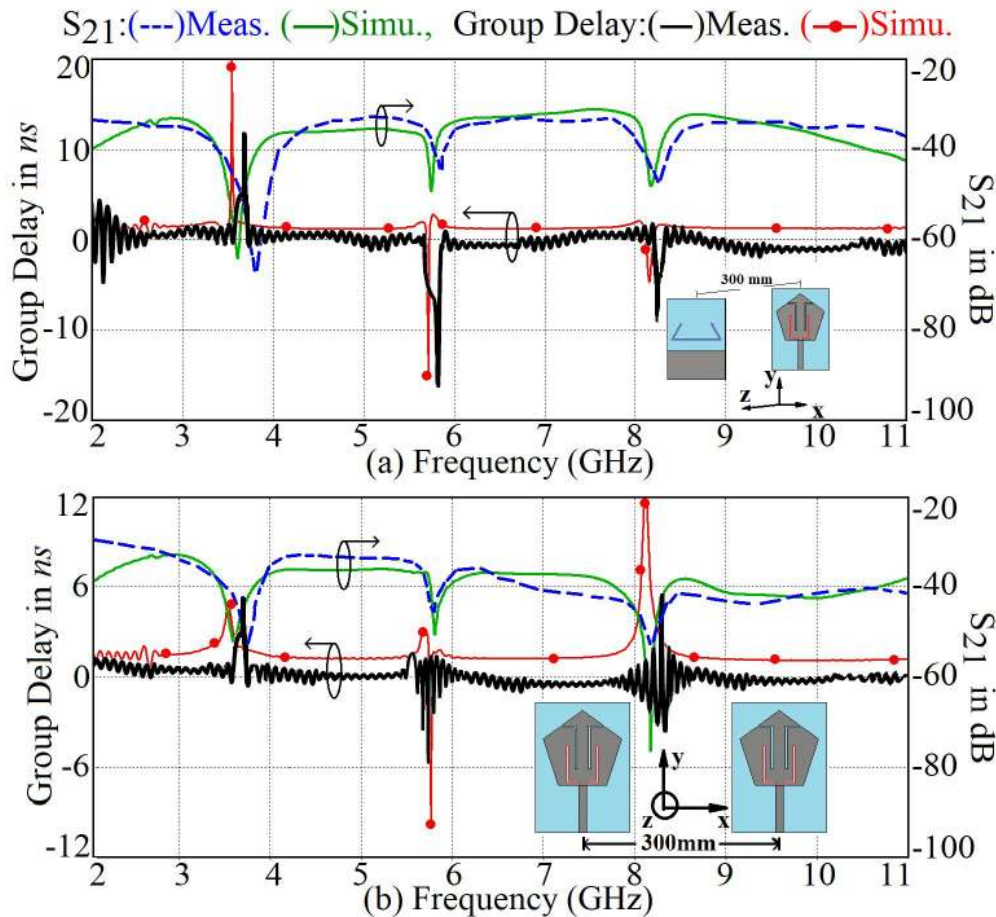 S21:(---)Meas. (—)Simu., Group Delay:(—)Meas. (—)Simu.
20 -20
10 -40
0 -60
-10 -80
-20 -100
Group Delay in ns
S21 in dB
300 mm
y
z
x
2 3 4 5 6 7 8 9 10 11
(a) Frequency (GHz)
12 -20
6 -40
0 -60
-6 -80
-12 -100
Group Delay in ns
S21 in dB
y
z
x
300mm
2 3 4 5 6 7 8 9 10 11
(b) Frequency (GHz)